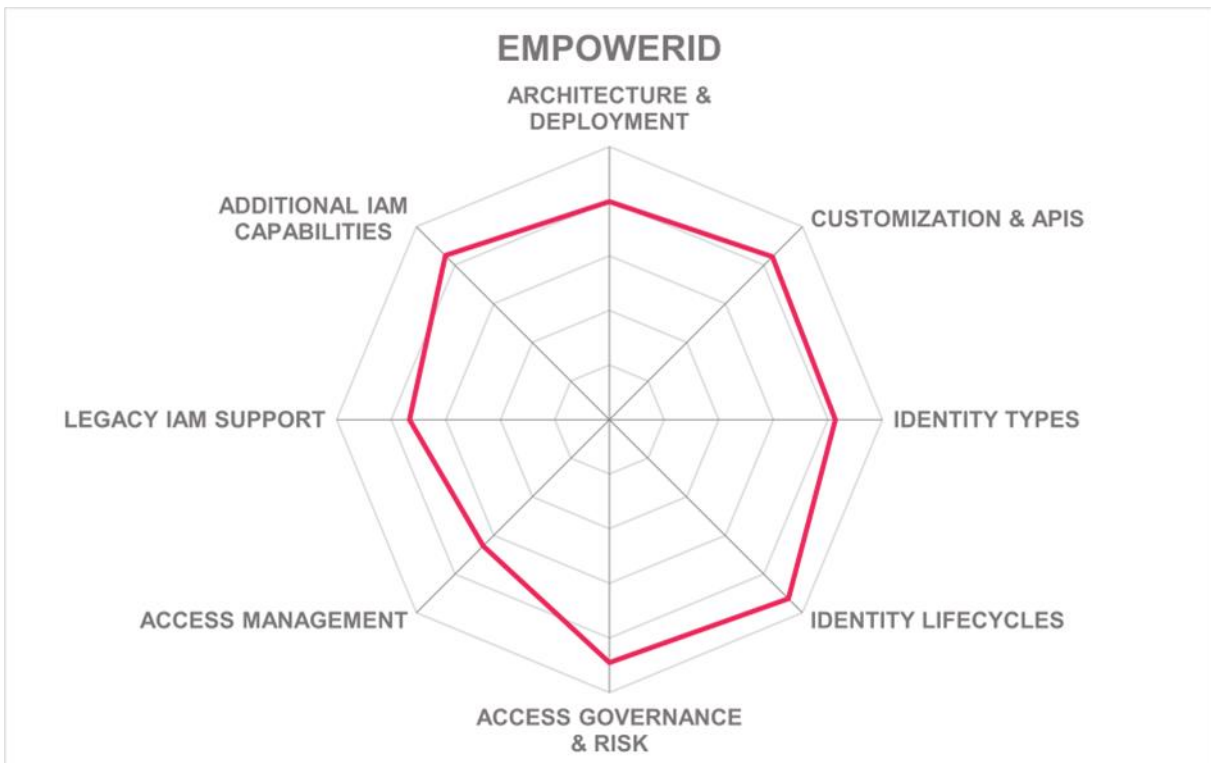 EMPOWERID
ARCHITECTURE &
DEPLOYMENT
ADDITIONAL IAM
CAPABILITIES
CUSTOMIZATION & APIS
LEGACY IAM SUPPORT
IDENTITY TYPES
ACCESS MANAGEMENT
IDENTITY LIFECYCLES
ACCESS GOVERNANCE
& RISK